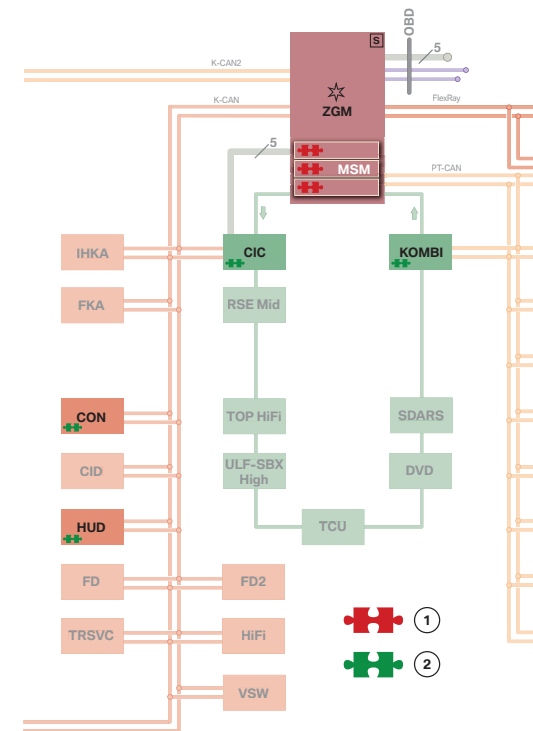 OBD
S
5
K-CAN2
ZGM
K-CAN
FlexRay
5
MSM
PT-CAN
IHKA
CIC
KOMBI
FKA
RSE Mid
CON
TOP HiFi
SDARS
CID
ULF-SBX
High
DVD
HUD
TCU
FD
FD2
1
TRSVC
HiFi
2
VSW